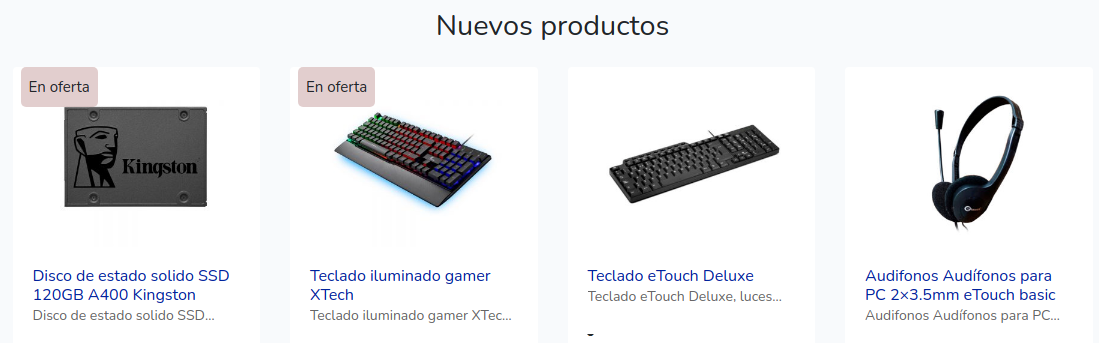 Nuevos productos
En oferta
Kingston
Disco de estado solido SSD
120GB A400 Kingston
Disco de estado solido SSD...
En oferta
Teclado iluminado gamer
XTech
Teclado iluminado gamer XTec...
Teclado eTouch Deluxe
Teclado eTouch Deluxe, luces...
Audifonos Audífonos para
PC 2×3.5mm eTouch basic
Audifonos Audífonos para PC...